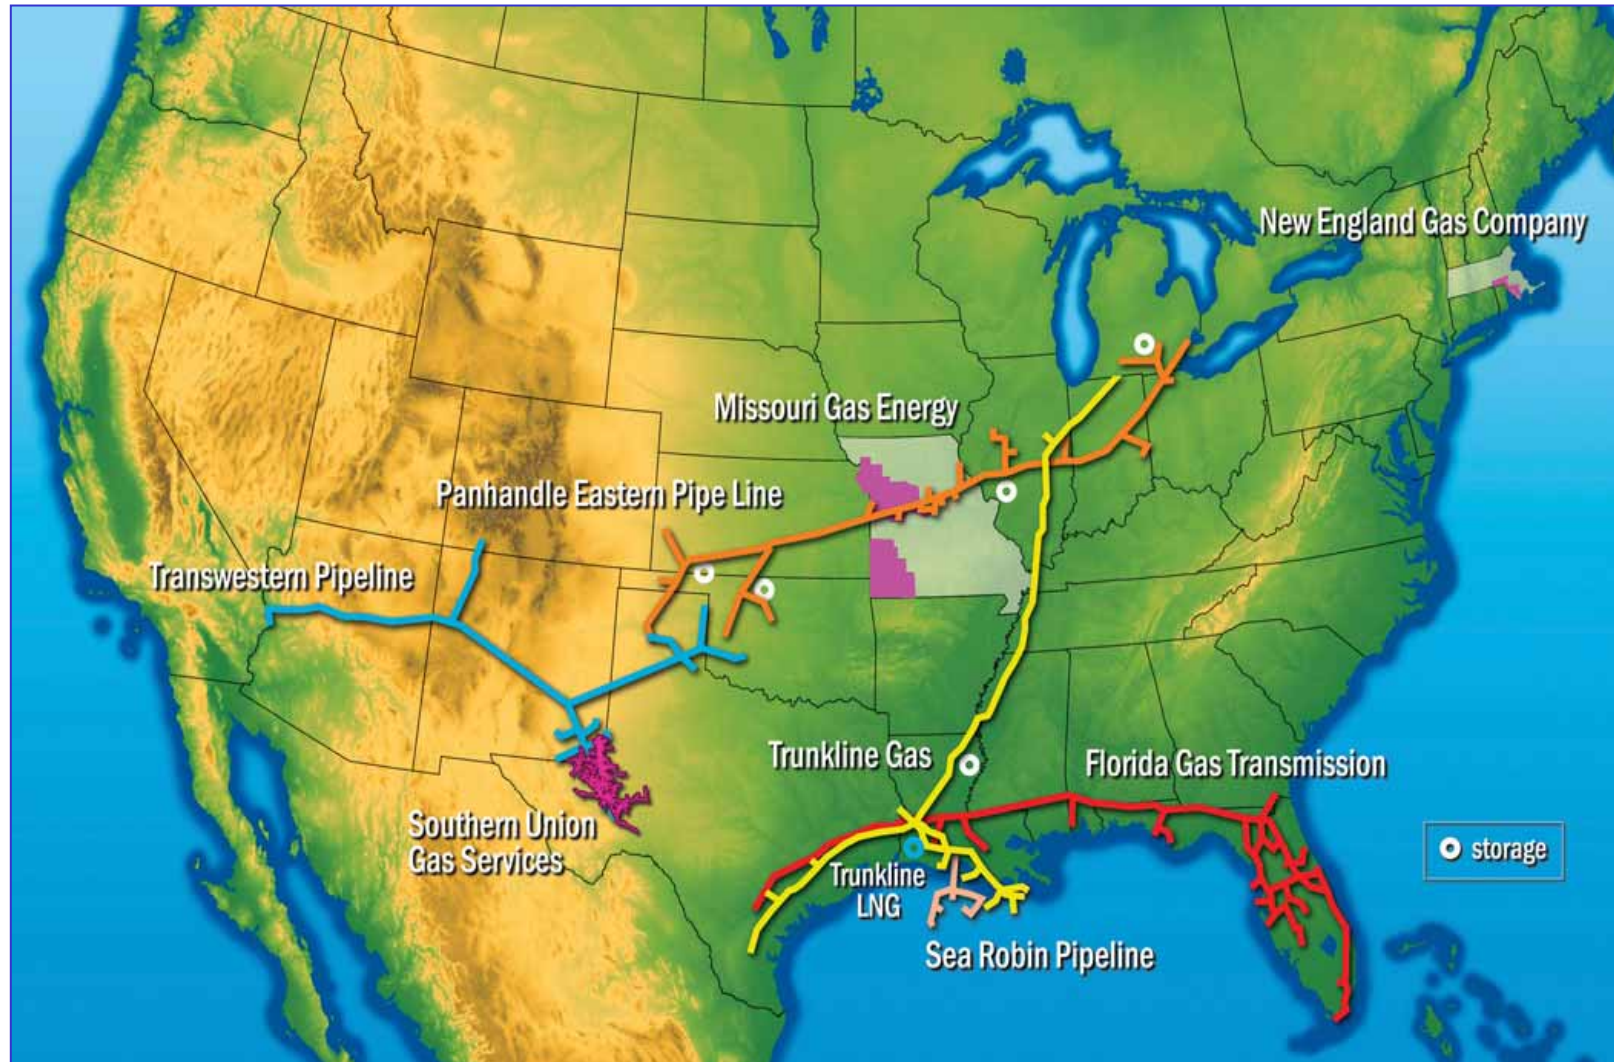 New England Gas Company
Missouri Gas Energy
Panhandle Eastern Pipe Line
Transwestern Pipeline
Trunkline Gas
Florida Gas Transmission
Southern Union
Gas Services
storage
Trunkline
LNG
Sea Robin Pipeline